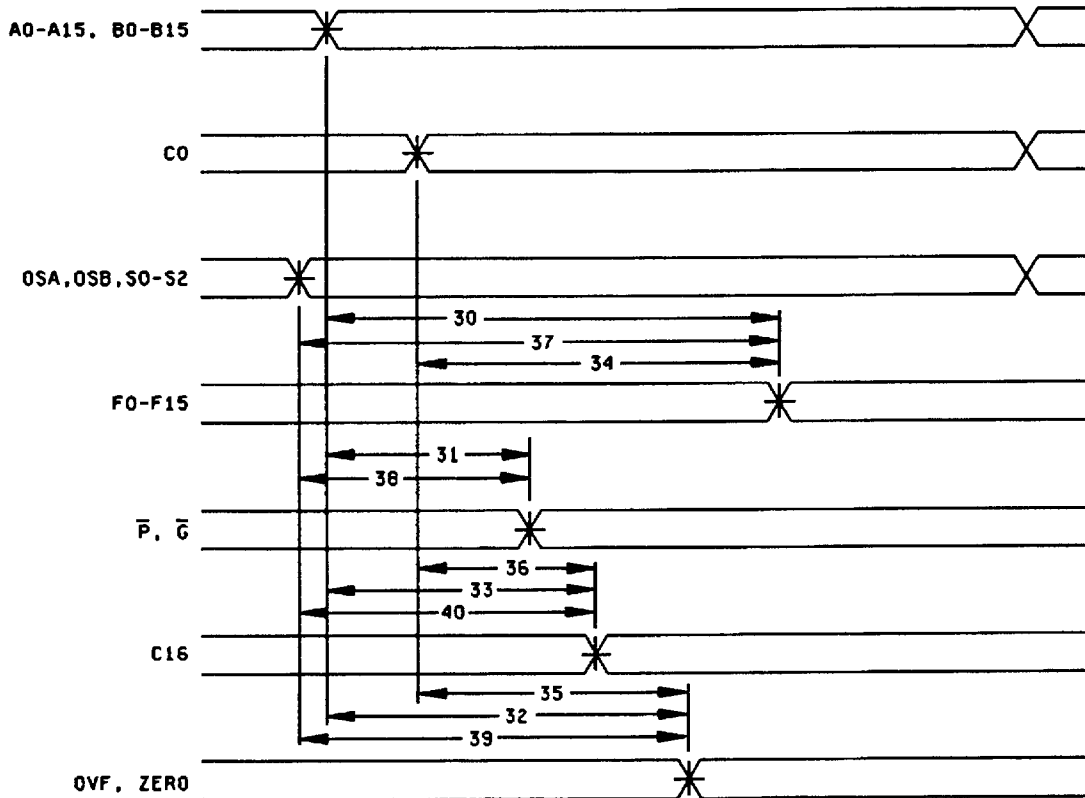 A0-A15, B0-B15
C0
OSA,OSB,S0-S2
30
37
34
F0-F15
31
38
P̅, G̅
36
33
40
C16
35
32
39
OVF, ZERO